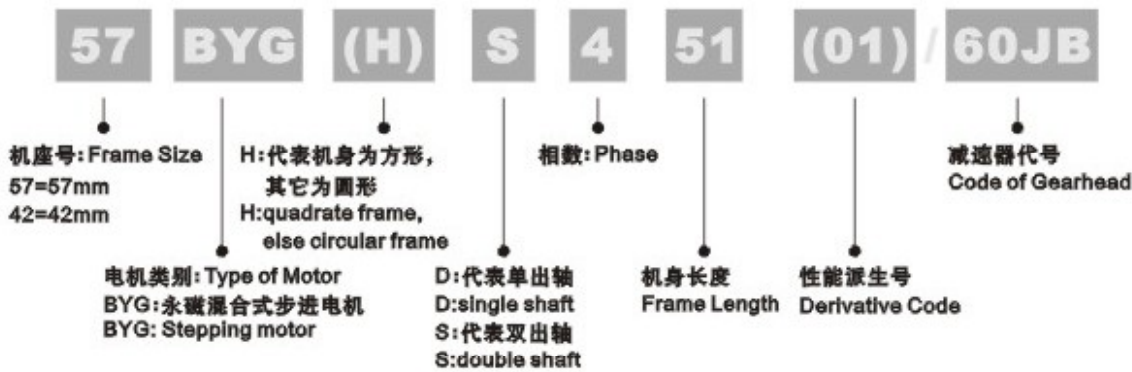 57 BYG (H) S 4 51 (01) / 60JB
机座号:Frame Size
57=57mm
42=42mm
H:代表机身为方形，
其它为圆形
H:quadrate frame,
else circular frame
相数:Phase
减速器代号
Code of Gearhead
电机类别:Type of Motor
BYG:永磁混合式步进电机
BYG: Stepping motor
D:代表单出轴
D:single shaft
S:代表双出轴
S:double shaft
机身长度
Frame Length
性能派生号
Derivative Code